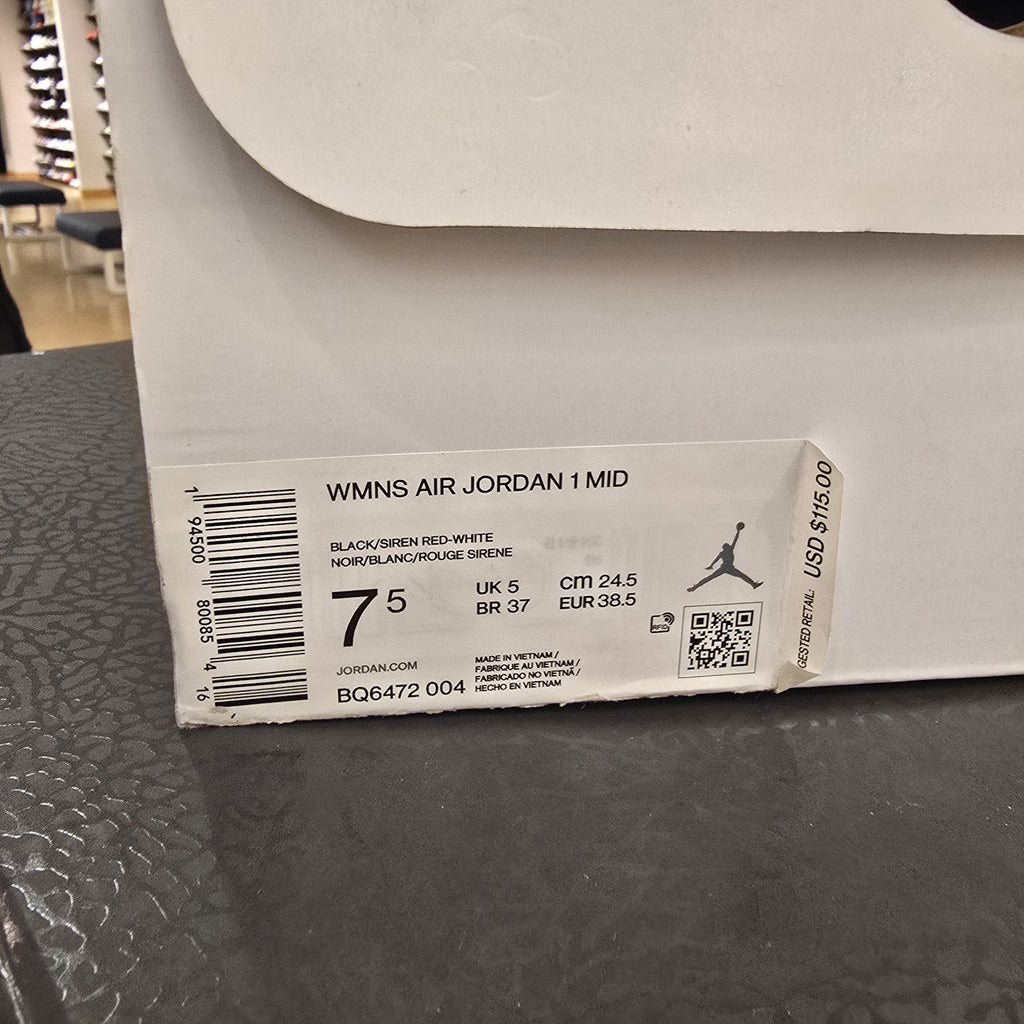 WMNS AIR JORDAN 1 MID
BLACK/SIREN RED-WHITE
NOIR/BLANC/ROUGE SIRENE
7 5
UK 5
BR 37
cm 24.5
EUR 38.5
RFID
JORDAN.COM
BQ6472 004
MADE IN VIETNAM /
FABRIQUE AU VIETNAM /
FABRICADO NO VIETNÃ /
HECHO EN VIETNAM
1 94500 80085 4 16
GESTED RETAIL: USD $115.00